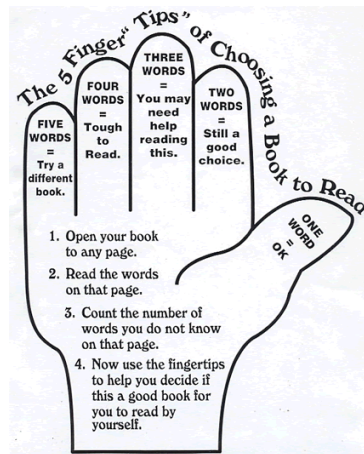 The 5 Finger "Tips" of Choosing a Book to Read
FIVE
WORDS
=
Try a
different
book.
FOUR
WORDS
=
Tough
to
Read.
THREE
WORDS
=
You may
need
help
reading
this.
TWO
WORDS
=
Still a
good
choice.
ONE
WORD
=
OK
1. Open your book
to any page.
2. Read the words
on that page.
3. Count the number of
words you do not know
on that page.
4. Now use the fingertips
to help you decide if
this a good book for
you to read by
yourself.